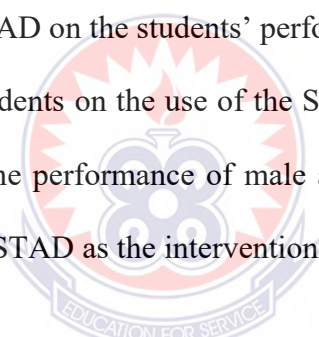 AD on the students’ perfo
dents on the use of the S
ne performance of male a
STAD as the intervention
EDUCATION FOR SERVICE